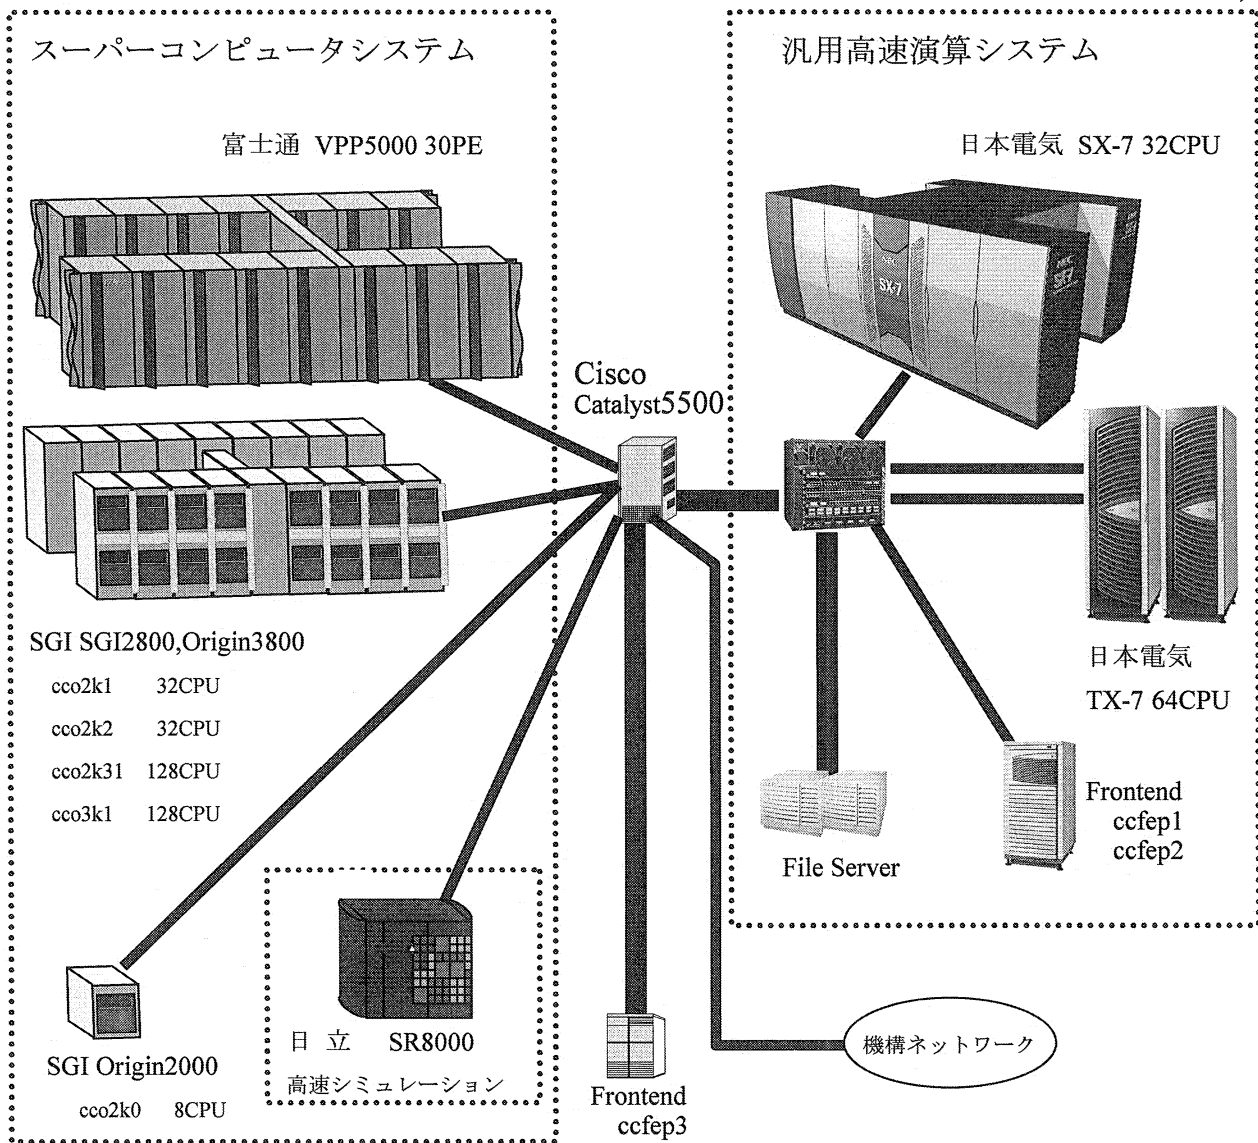 スーパーコンピュータシステム
富士通 VPP5000 30PE
SGI SGI2800,Origin3800
cco2k1 32CPU
cco2k2 32CPU
cco2k31 128CPU
cco3k1 128CPU
SGI Origin2000
cco2k0 8CPU
日 立 SR8000
高速シミュレーション
Cisco
Catalyst5500
Frontend
ccfep3
機構ネットワーク
汎用高速演算システム
日本電気 SX-7 32CPU
SX-7
日本電気
TX-7 64CPU
File Server
Frontend
ccfep1
ccfep2